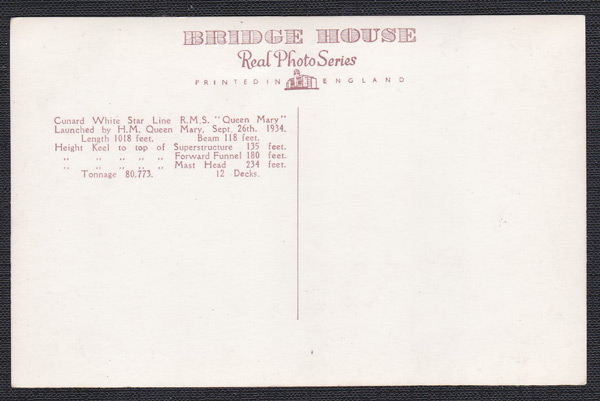 BRIDGE HOUSE
Real Photo Series
PRINTED IN ENGLAND
Cunard White Star Line R.M.S. "Queen Mary"
Launched by H.M. Queen Mary, Sept. 26th. 1934.
Length 1018 feet. Beam 118 feet.
Height Keel to top of Superstructure 135 feet.
,, ,, ,, ,, ,, Forward Funnel 180 feet.
,, ,, ,, ,, ,, Mast Head 234 feet.
Tonnage 80,773. 12 Decks.